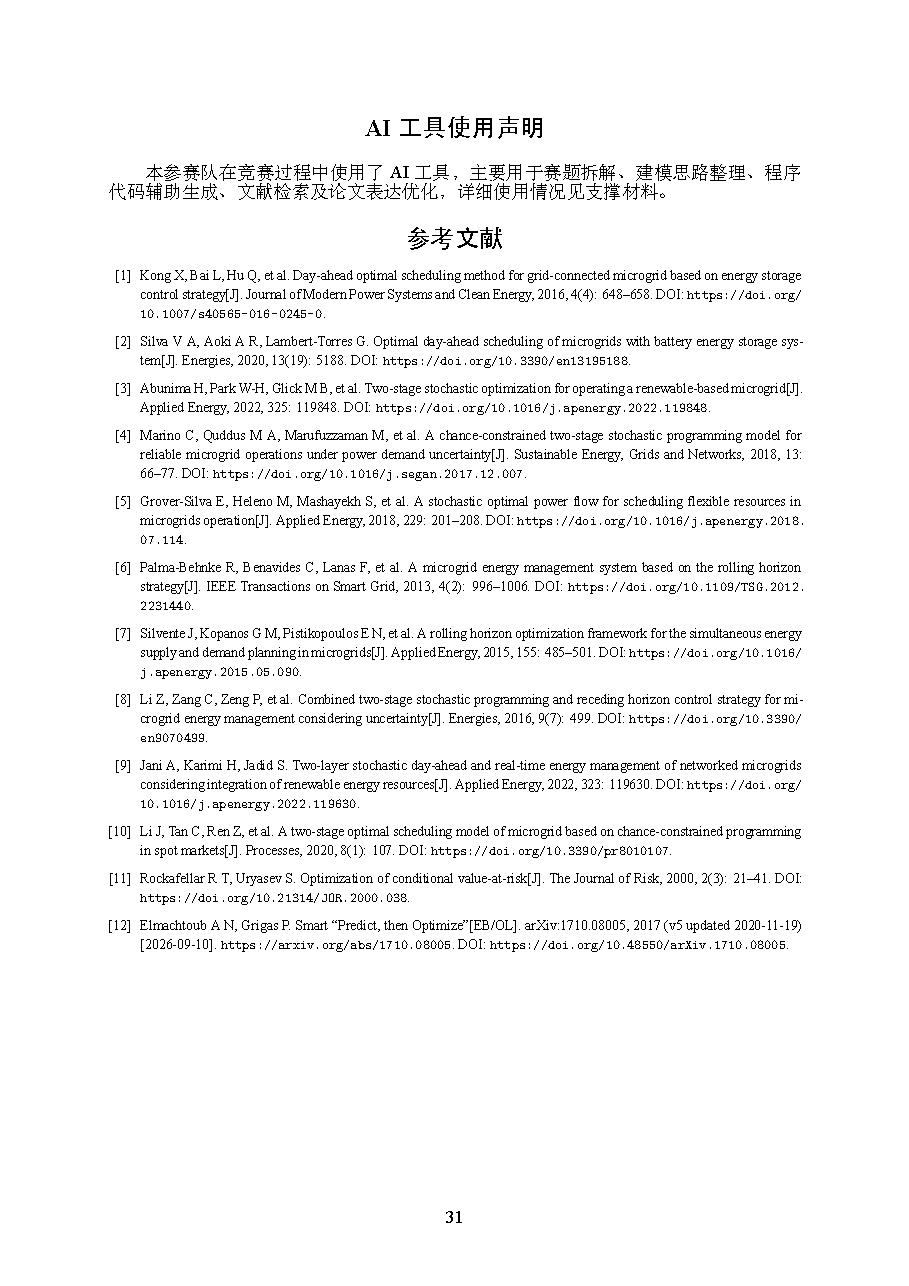 AI 工具使用声明
本参赛队在竞赛过程中使用了 AI 工具，主要用于赛题拆解、建模思路整理、程序
代码辅助生成、文献检索及论文表达优化，详细使用情况见支撑材料。
参考文献
[1] Kong X, Bai L, Hu Q, et al. Day-ahead optimal scheduling method for grid-connected microgrid based on energy storage
control strategy[J]. Journal of Modern Power Systems and Clean Energy, 2016, 4(4): 648–658. DOI: https://doi.org/
10.1007/s40565-016-0245-0.
[2] Silva V A, Aoki A R, Lambert-Torres G. Optimal day-ahead scheduling of microgrids with battery energy storage sys-
tem[J]. Energies, 2020, 13(19): 5188. DOI: https://doi.org/10.3390/en13195188.
[3] Abunima H, Park W-H, Glick M B, et al. Two-stage stochastic optimization for operating a renewable-based microgrid[J].
Applied Energy, 2022, 325: 119848. DOI: https://doi.org/10.1016/j.apenergy.2022.119848.
[4] Marino C, Quddus M A, Marufuzzaman M, et al. A chance-constrained two-stage stochastic programming model for
reliable microgrid operations under power demand uncertainty[J]. Sustainable Energy, Grids and Networks, 2018, 13:
66–77. DOI: https://doi.org/10.1016/j.segan.2017.12.007.
[5] Grover-Silva E, Heleno M, Mashayekh S, et al. A stochastic optimal power flow for scheduling flexible resources in
microgrids operation[J]. Applied Energy, 2018, 229: 201–208. DOI: https://doi.org/10.1016/j.apenergy.2018.
07.114.
[6] Palma-Behnke R, Benavides C, Lanas F, et al. A microgrid energy management system based on the rolling horizon
strategy[J]. IEEE Transactions on Smart Grid, 2013, 4(2): 996–1006. DOI: https://doi.org/10.1109/TSG.2012.
2231440.
[7] Silvente J, Kopanos G M, Pistikopoulos E N, et al. A rolling horizon optimization framework for the simultaneous energy
supply and demand planning in microgrids[J]. Applied Energy, 2015, 155: 485–501. DOI: https://doi.org/10.1016/
j.apenergy.2015.05.090.
[8] Li Z, Zang C, Zeng P, et al. Combined two-stage stochastic programming and receding horizon control strategy for mi-
crogrid energy management considering uncertainty[J]. Energies, 2016, 9(7): 499. DOI: https://doi.org/10.3390/
en9070499.
[9] Jani A, Karimi H, Jadid S. Two-layer stochastic day-ahead and real-time energy management of networked microgrids
considering integration of renewable energy resources[J]. Applied Energy, 2022, 323: 119630. DOI: https://doi.org/
10.1016/j.apenergy.2022.119630.
[10] Li J, Tan C, Ren Z, et al. A two-stage optimal scheduling model of microgrid based on chance-constrained programming
in spot markets[J]. Processes, 2020, 8(1): 107. DOI: https://doi.org/10.3390/pr8010107.
[11] Rockafellar R T, Uryasev S. Optimization of conditional value-at-risk[J]. The Journal of Risk, 2000, 2(3): 21–41. DOI:
https://doi.org/10.21314/JOR.2000.038.
[12] Elmachtoub A N, Grigas P. Smart “Predict, then Optimize”[EB/OL]. arXiv:1710.08005, 2017 (v5 updated 2020-11-19)
[2026-09-10]. https://arxiv.org/abs/1710.08005. DOI: https://doi.org/10.48550/arXiv.1710.08005.
31